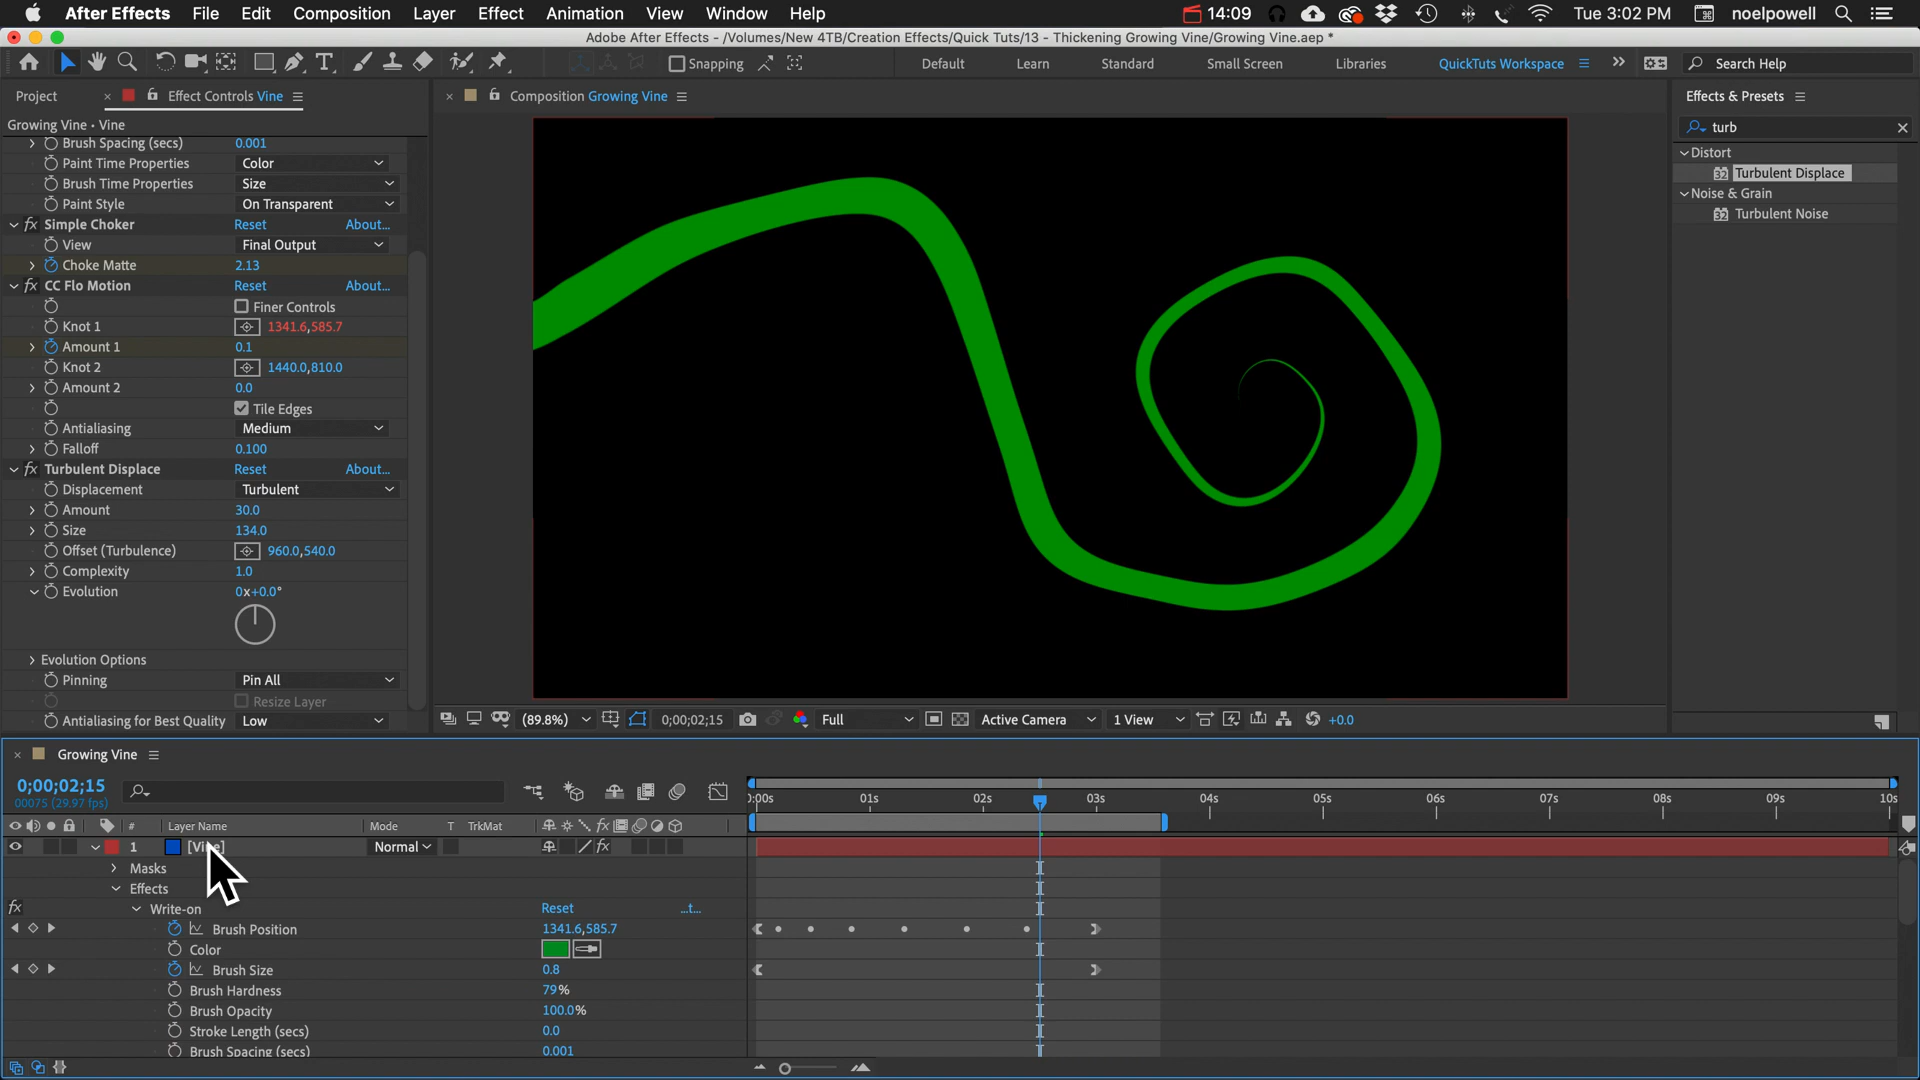 After Effects File Edit Composition Layer Effect Animation View Window Help 14:09 Tue 3:02 PM noelpowell
Adobe After Effects - /Volumes/New 4TB/Creation Effects/Quick Tuts/13 - Thickening Growing Vine/Growing Vine.aep *
Snapping Default Learn Standard Small Screen Libraries QuickTuts Workspace Search Help
Project Effect Controls Vine Composition Growing Vine Effects & Presets
Growing Vine • Vine
turb
Brush Spacing (secs) 0.001
Paint Time Properties Color
Brush Time Properties Size
Paint Style On Transparent
Simple Choker Reset About...
View Final Output
Choke Matte 2.13
CC Flo Motion Reset About...
Finer Controls
Knot 1 1341.6,585.7
Amount 1 0.1
Knot 2 1440.0,810.0
Amount 2 0.0
Tile Edges
Antialiasing Medium
Falloff 0.100
Turbulent Displace Reset About...
Displacement Turbulent
Amount 30.0
Size 134.0
Offset (Turbulence) 960.0,540.0
Complexity 1.0
Evolution 0x+0.0°
Evolution Options
Pinning Pin All
Resize Layer
Antialiasing for Best Quality Low
Distort
32 Turbulent Displace
Noise & Grain
32 Turbulent Noise
(89.8%) 0;00;02;15 Full Active Camera 1 View +0.0
Growing Vine
0;00;02;15
00075 (29.97 fps)
):00s 01s 02s 03s 04s 05s 06s 07s 08s 09s 10s
# Layer Name Mode T TrkMat
1 [Vine] Normal
Masks
Effects
fx Write-on Reset ...t...
Brush Position 1341.6,585.7
Color
Brush Size 0.8
Brush Hardness 79%
Brush Opacity 100.0%
Stroke Length (secs) 0.0
Brush Spacing (secs) 0.001